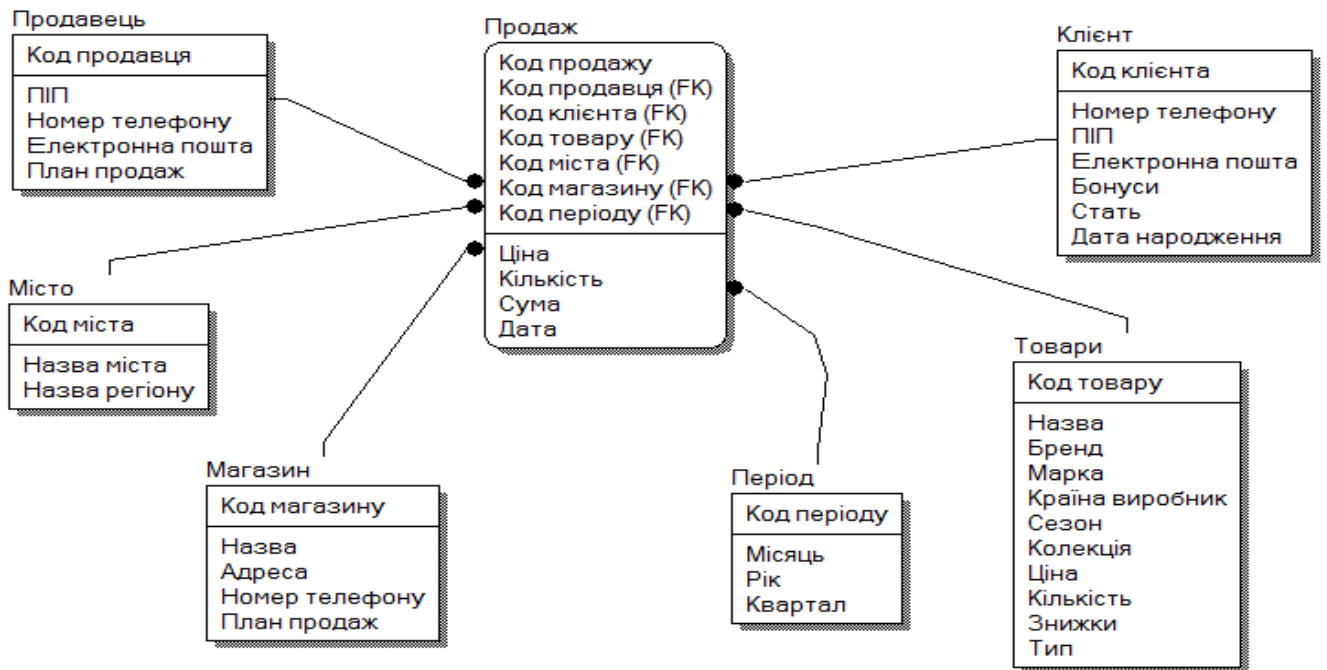 Продавець
Код продавця
ПІП
Номер телефону
Електронна пошта
План продаж
Продаж
Код продажу
Код продавця (FK)
Код клієнта (FK)
Код товару (FK)
Код міста (FK)
Код магазину (FK)
Код періоду (FK)
Ціна
Кількість
Сума
Дата
Клієнт
Код клієнта
Номер телефону
ПІП
Електронна пошта
Бонуси
Стать
Дата народження
Місто
Код міста
Назва міста
Назва регіону
Магазин
Код магазину
Назва
Адреса
Номер телефону
План продаж
Період
Код періоду
Місяць
Рік
Квартал
Товари
Код товару
Назва
Бренд
Марка
Країна виробник
Сезон
Колекція
Ціна
Кількість
Знижки
Тип